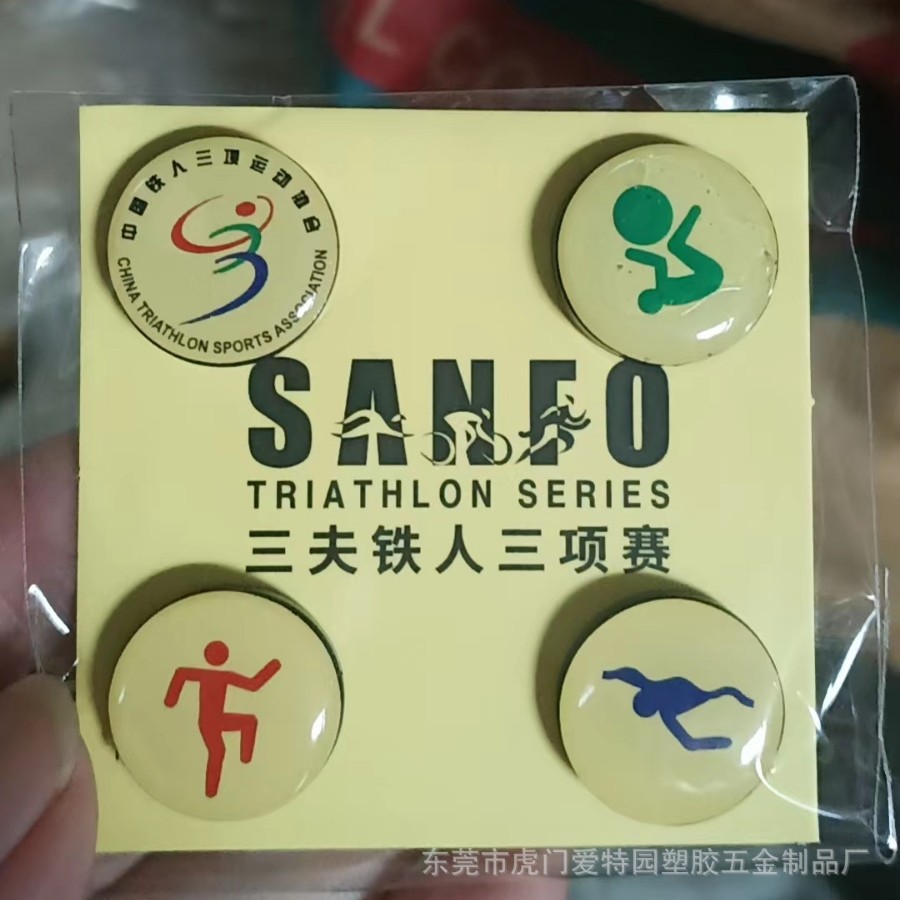 中国铁人三项运动协会
CHINA TRIATHLON SPORTS ASSOCIATION
SANFO
TRIATHLON SERIES
三夫铁人三项赛
东莞市虎门爱特园塑胶五金制品厂